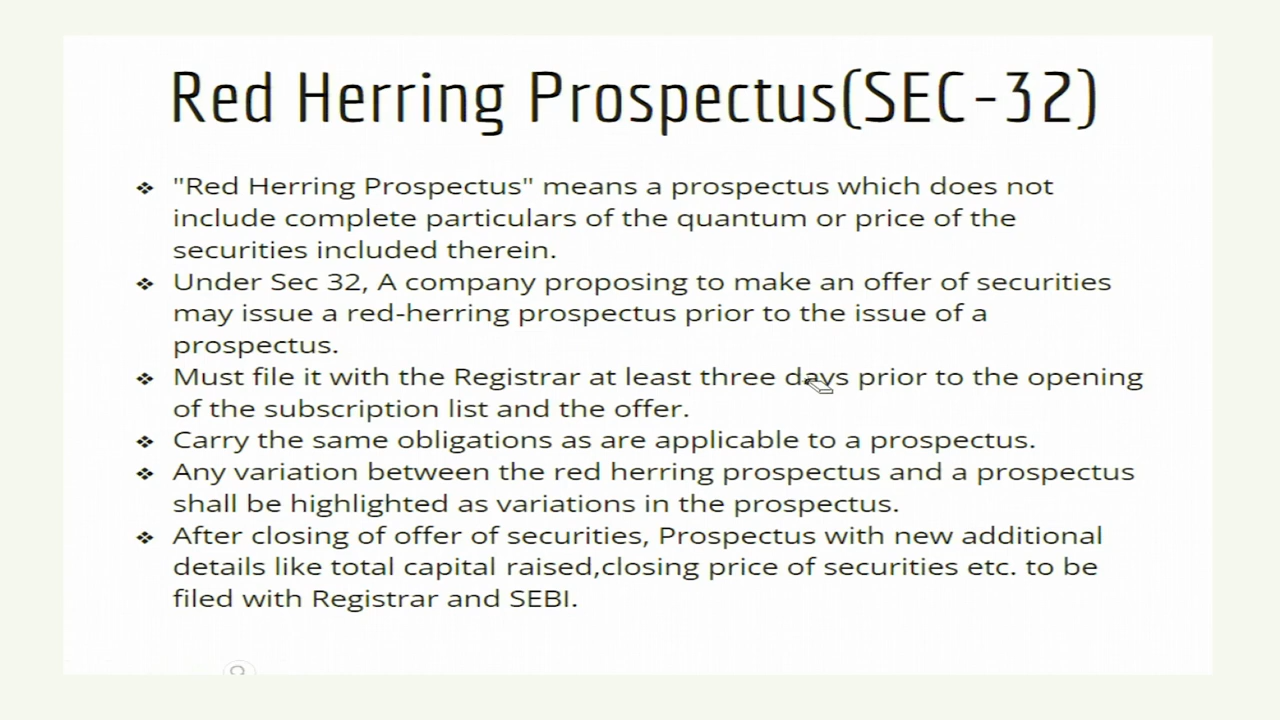 Red Herring Prospectus(SEC-32)
❖ "Red Herring Prospectus" means a prospectus which does not
include complete particulars of the quantum or price of the
securities included therein.
❖ Under Sec 32, A company proposing to make an offer of securities
may issue a red-herring prospectus prior to the issue of a
prospectus.
❖ Must file it with the Registrar at least three days prior to the opening
of the subscription list and the offer.
❖ Carry the same obligations as are applicable to a prospectus.
❖ Any variation between the red herring prospectus and a prospectus
shall be highlighted as variations in the prospectus.
❖ After closing of offer of securities, Prospectus with new additional
details like total capital raised,closing price of securities etc. to be
filed with Registrar and SEBI.